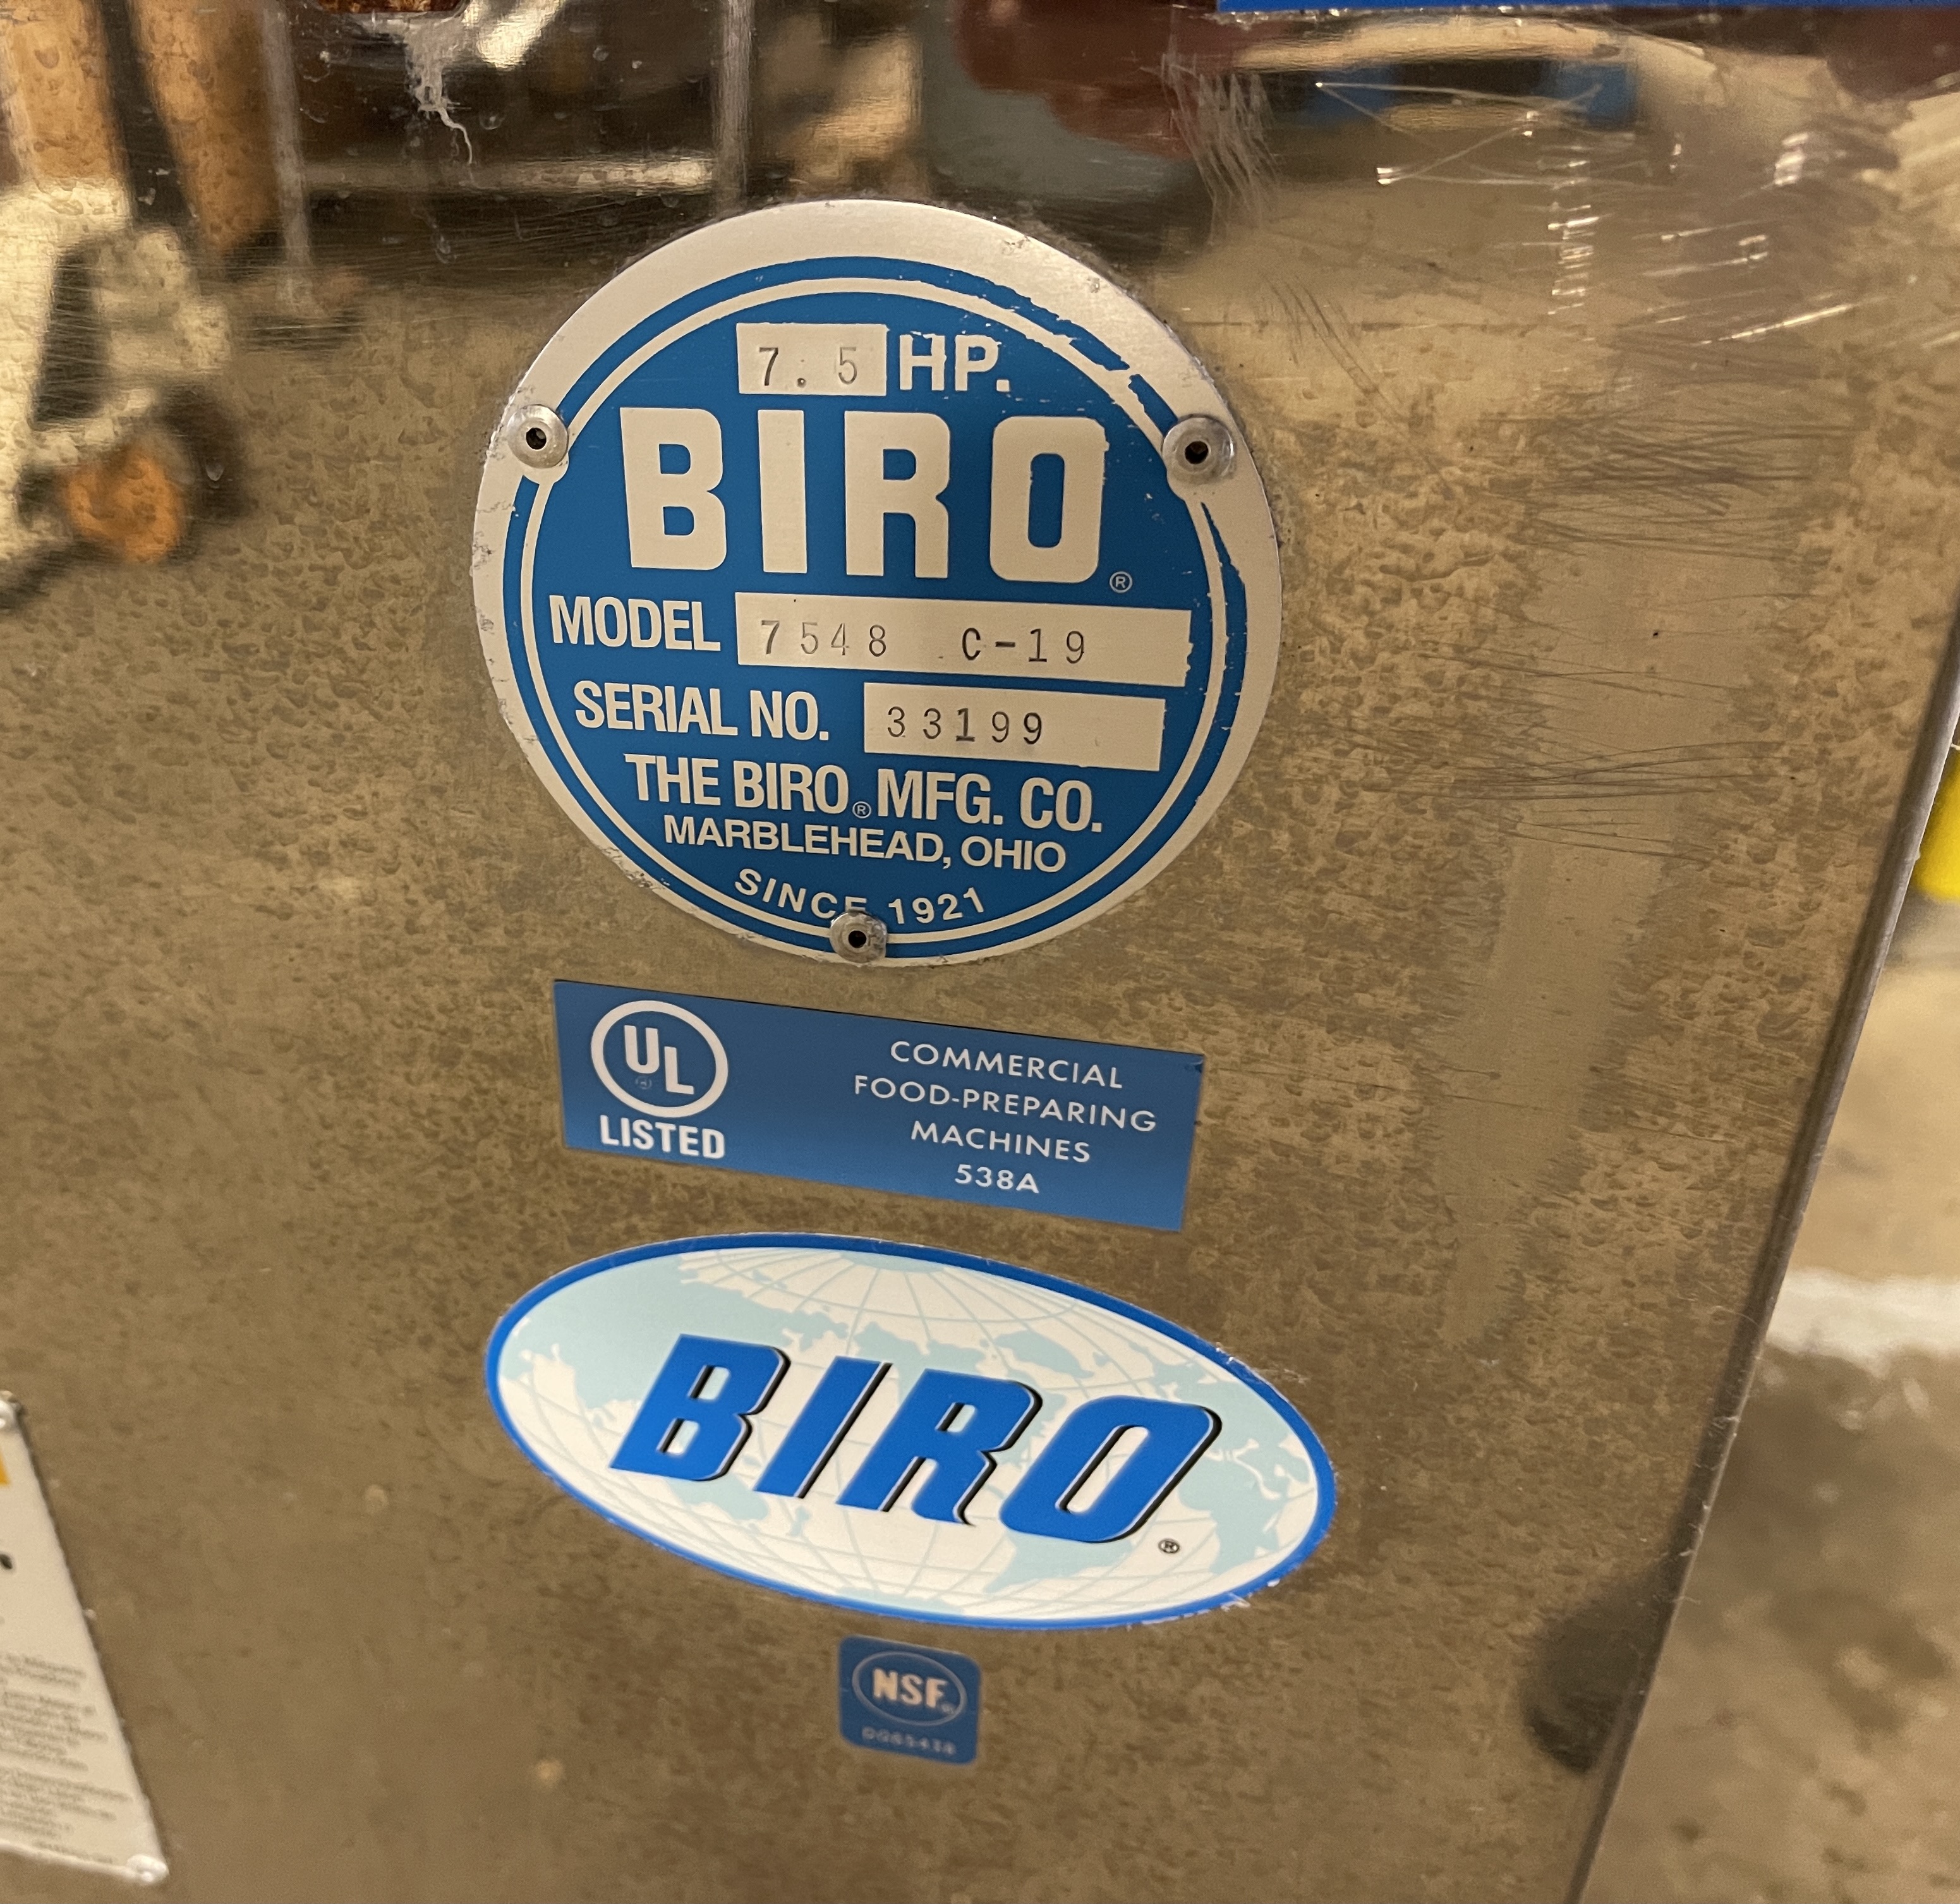 7.5 HP.
BIRO®
MODEL 7548 C-19
SERIAL NO. 33199
THE BIRO® MFG. CO.
MARBLEHEAD, OHIO
SINCE 1921
UL®
LISTED
COMMERCIAL
FOOD-PREPARING
MACHINES
538A
BIRO®
NSF®